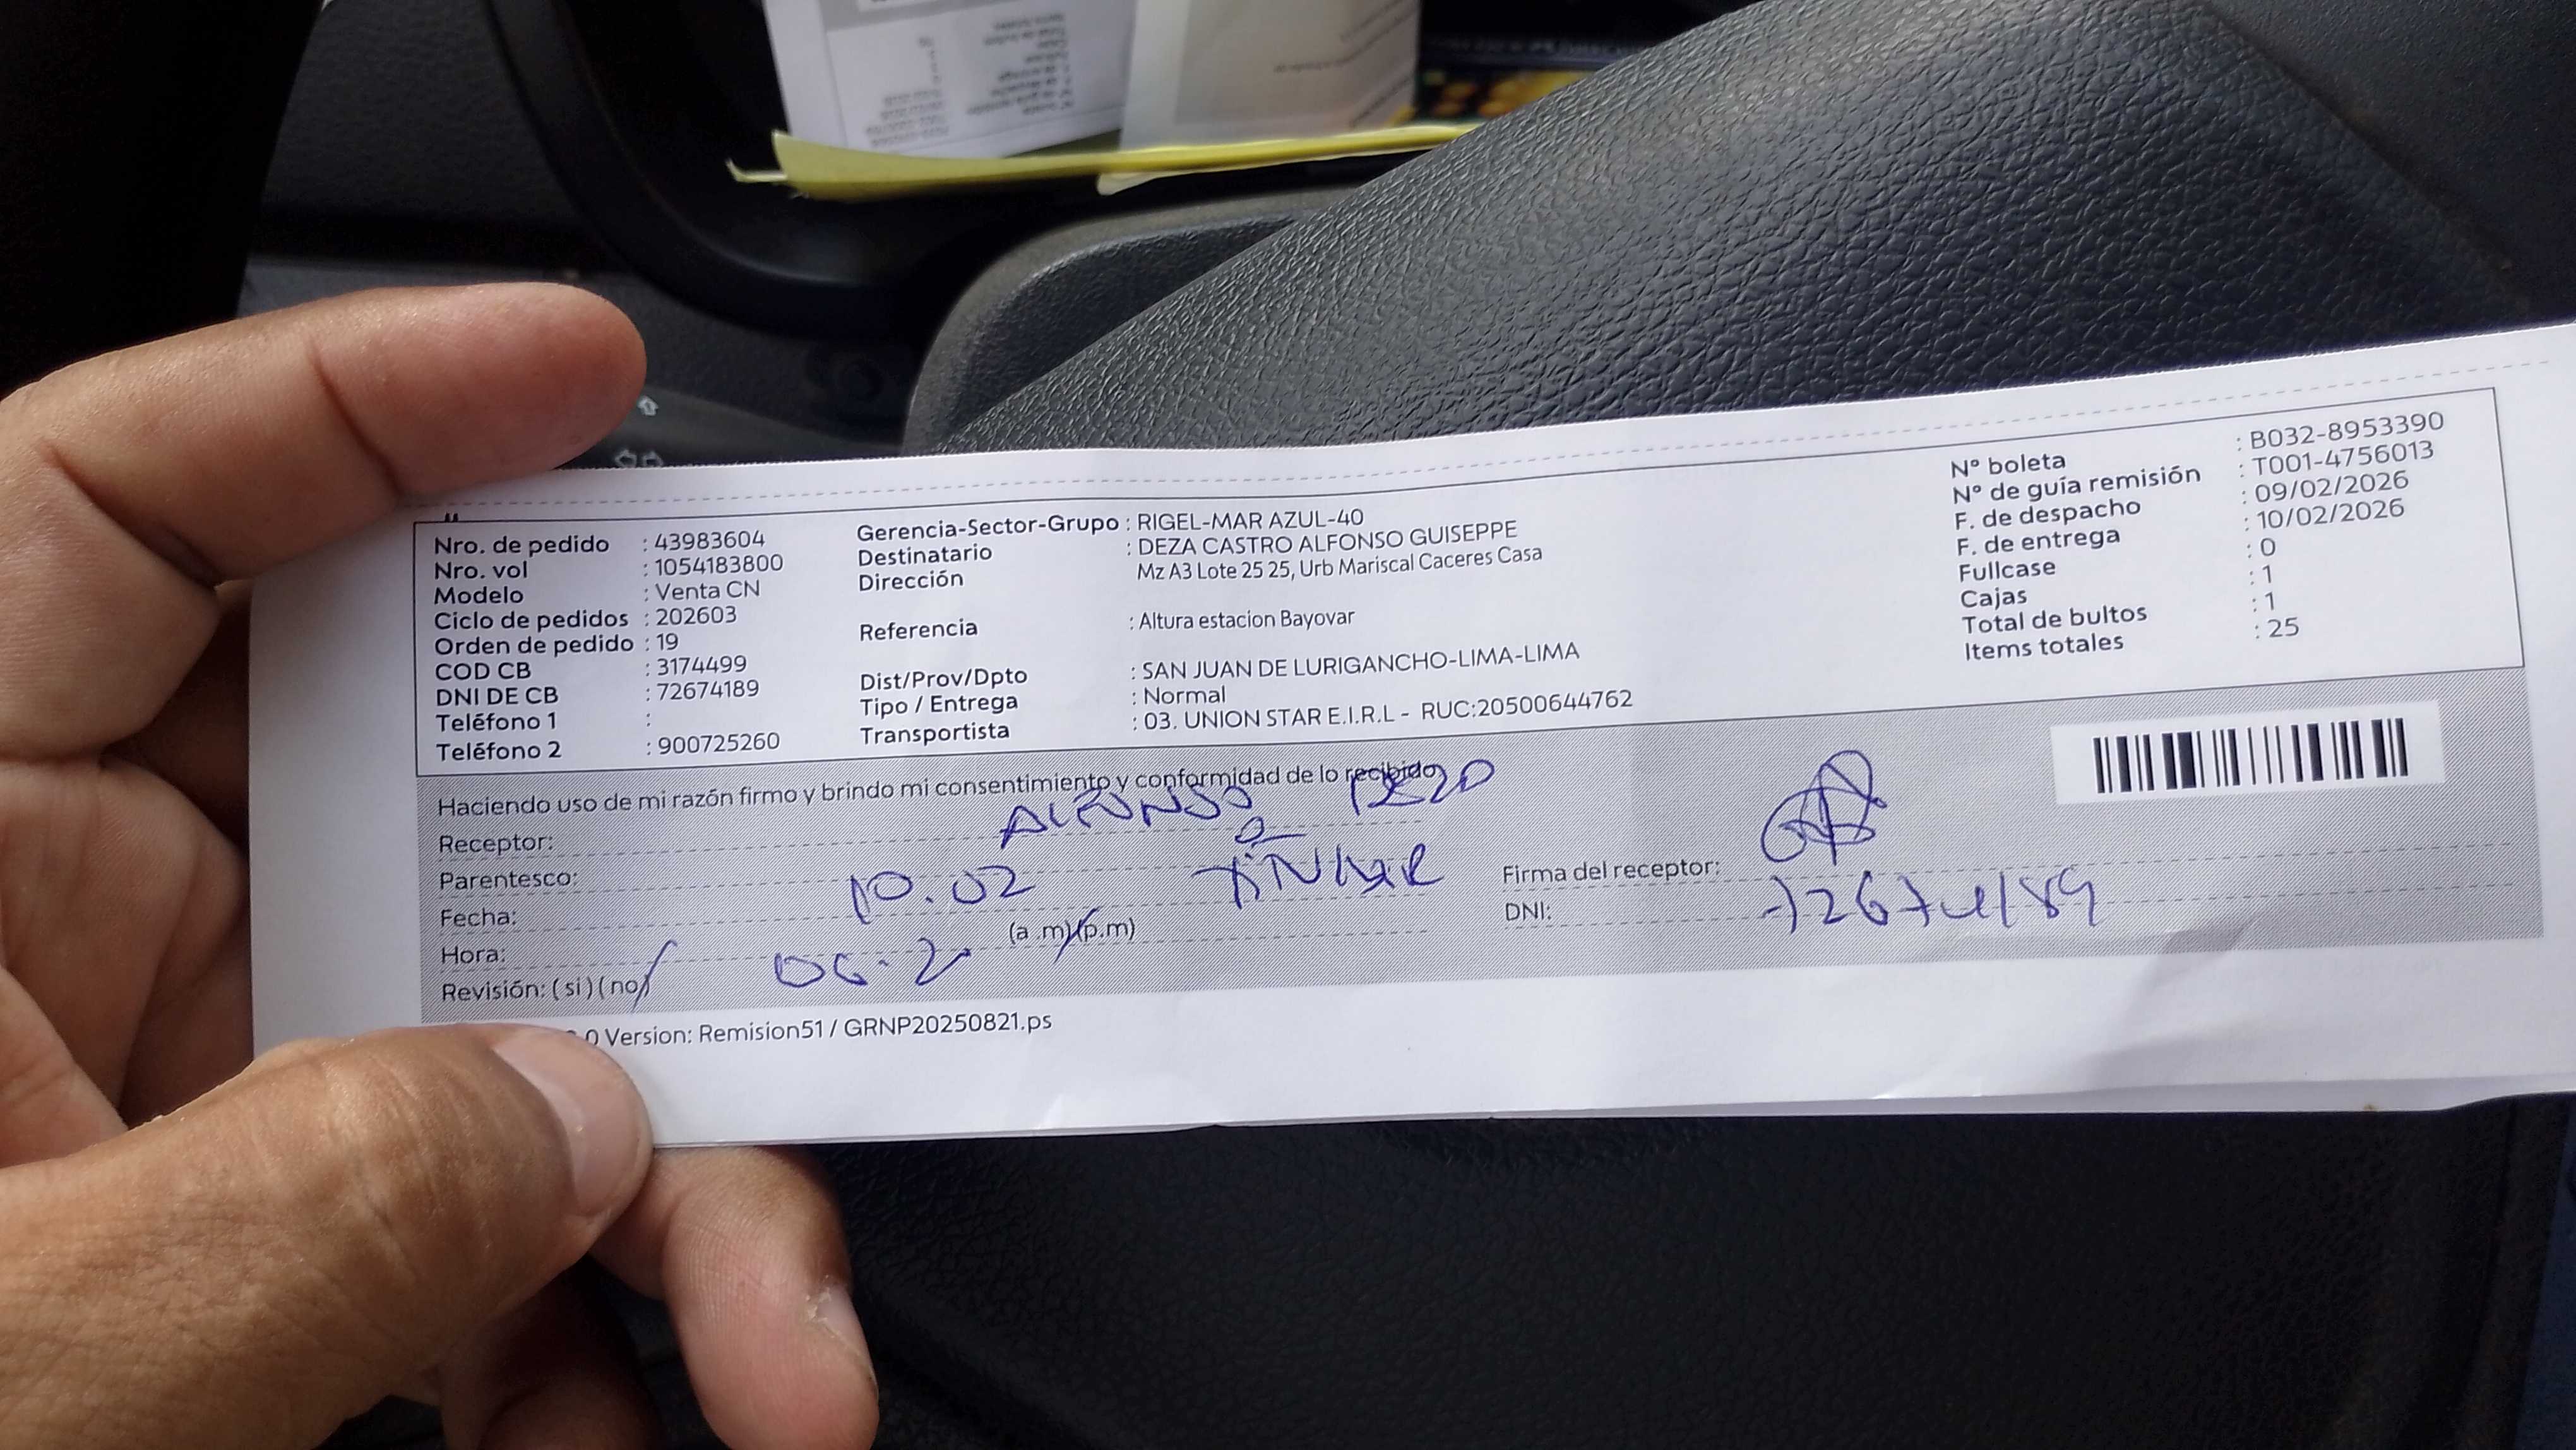 Nro. de pedido : 43983604
Nro. vol : 1054183800
Modelo : Venta CN
Ciclo de pedidos : 202603
Orden de pedido : 19
COD CB : 3174499
DNI DE CB : 72674189
Teléfono 1 :
Teléfono 2 : 900725260
Gerencia-Sector-Grupo : RIGEL-MAR AZUL-40
Destinatario : DEZA CASTRO ALFONSO GUISEPPE
Dirección Mz A3 Lote 25 25, Urb Mariscal Caceres Casa
Referencia : Altura estacion Bayovar
Dist/Prov/Dpto : SAN JUAN DE LURIGANCHO-LIMA-LIMA
Tipo / Entrega : Normal
Transportista : 03. UNION STAR E.I.R.L - RUC:20500644762
N° boleta : B032-8953390
N° de guía remisión : T001-4756013
F. de despacho : 09/02/2026
F. de entrega : 10/02/2026
Fullcase : 0
Cajas : 1
Total de bultos : 1
Items totales : 25
Haciendo uso de mi razón firmo y brindo mi consentimiento y conformidad de lo recibido
Receptor: ALFONSO
Parentesco:
Fecha: 10.02
Hora: (a .m)(p.m)
Revisión: (si)(no)
Firma del receptor:
DNI: 72674189
0 Version: Remision51 / GRNP20250821.ps